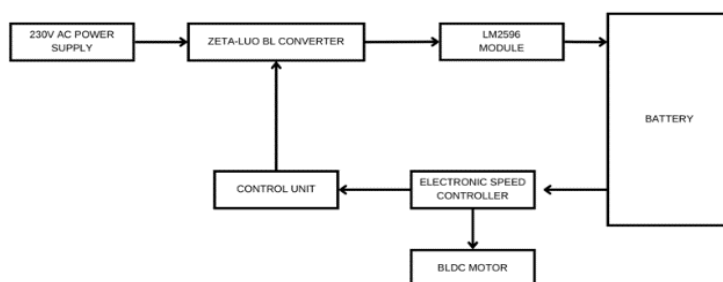 230V AC POWER
SUPPLY
ZETA-LUO BL CONVERTER
LM2596
MODULE
BATTERY
CONTROL UNIT
ELECTRONIC SPEED
CONTROLLER
BLDC MOTOR